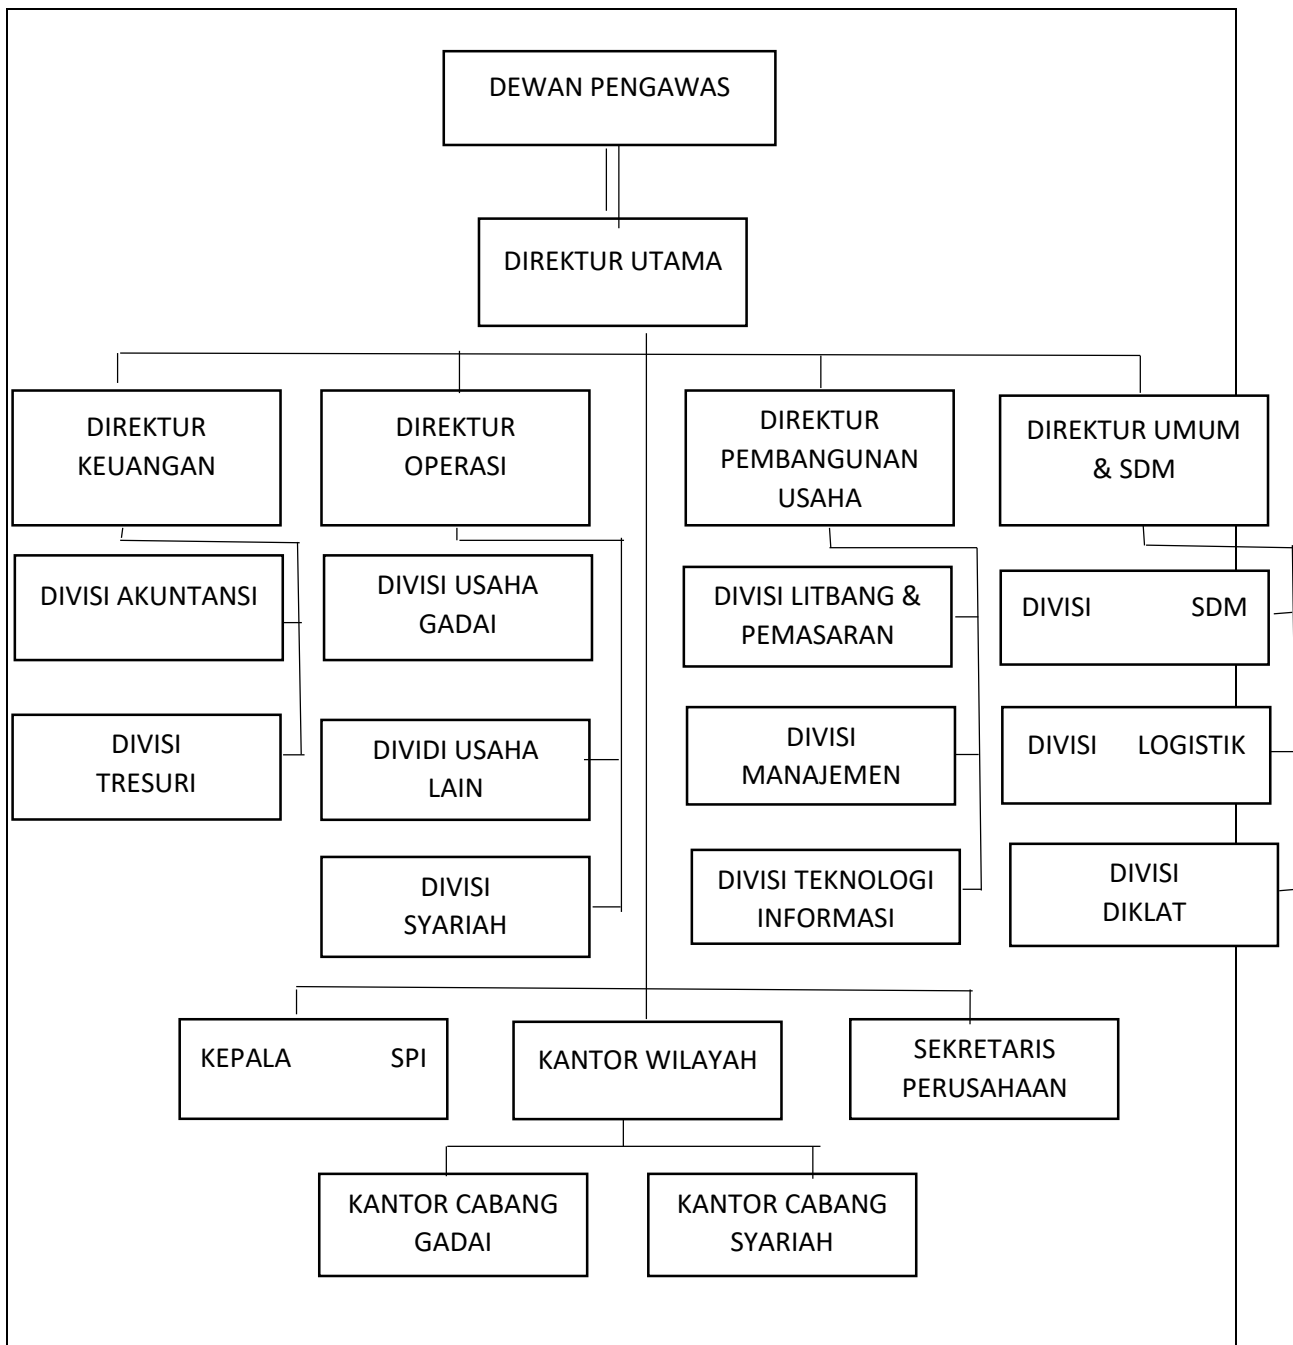 DEWAN PENGAWAS
DIREKTUR UTAMA
DIREKTUR
KEUANGAN
DIREKTUR
OPERASI
DIREKTUR
PEMBANGUNAN
USAHA
DIREKTUR UMUM
& SDM
DIVISI AKUNTANSI
DIVISI USAHA
GADAI
DIVISI LITBANG &
PEMASARAN
DIVISI SDM
DIVISI
TRESURI
DIVIDI USAHA
LAIN
DIVISI
MANAJEMEN
DIVISI LOGISTIK
DIVISI
SYARIAH
DIVISI TEKNOLOGI
INFORMASI
DIVISI
DIKLAT
KEPALA SPI
KANTOR WILAYAH
SEKRETARIS
PERUSAHAAN
KANTOR CABANG
GADAI
KANTOR CABANG
SYARIAH